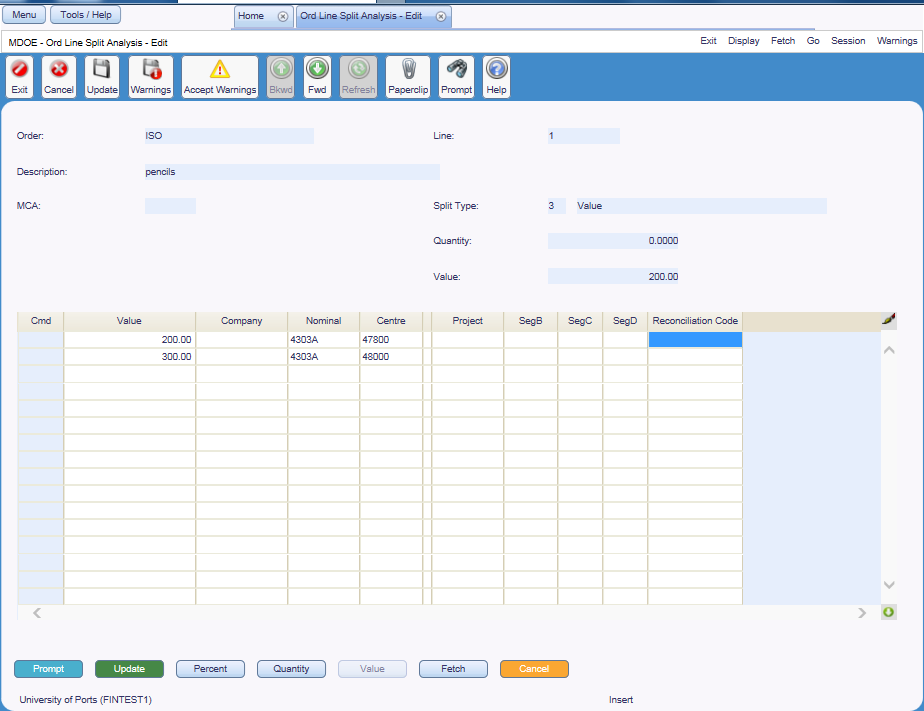 Menu Tools / Help Home Ord Line Split Analysis - Edit
MDOE - Ord Line Split Analysis - Edit Exit Display Fetch Go Session Warnings
Exit Cancel Update Warnings Accept Warnings Bkwd Fwd Refresh Paperclip Prompt Help
Order: ISO Line: 1
Description: pencils
MCA: Split Type: 3 Value
Quantity: 0.0000
Value: 200.00
Cmd Value Company Nominal Centre Project SegB SegC SegD Reconciliation Code
200.00 4303A 47800
300.00 4303A 48000
Prompt Update Percent Quantity Value Fetch Cancel
University of Ports (FINTEST1) Insert